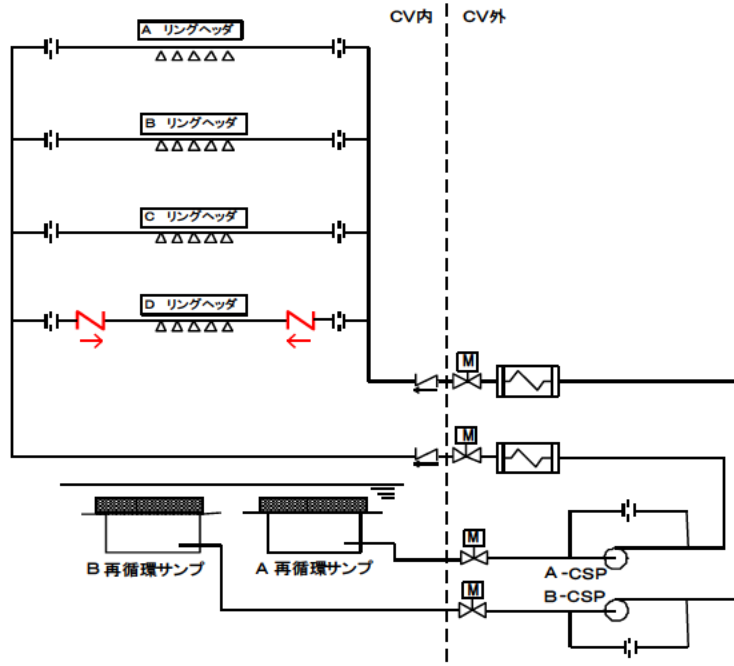 CV内 CV外
A リングヘッダ
B リングヘッダ
C リングヘッダ
D リングヘッダ
M
M
M
B 再循環サンプ
A 再循環サンプ
A-CSP
M
B-CSP